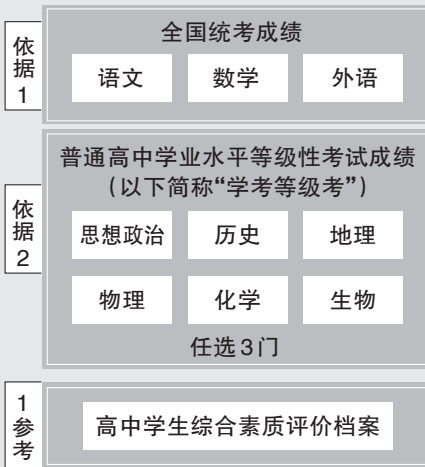 依据1
全国统考成绩
语文 数学 外语
依据2
普通高中学业水平等级性考试成绩
（以下简称“学考等级考”）
思想政治 历史 地理
物理 化学 生物
任选3门
1参考
高中学生综合素质评价档案